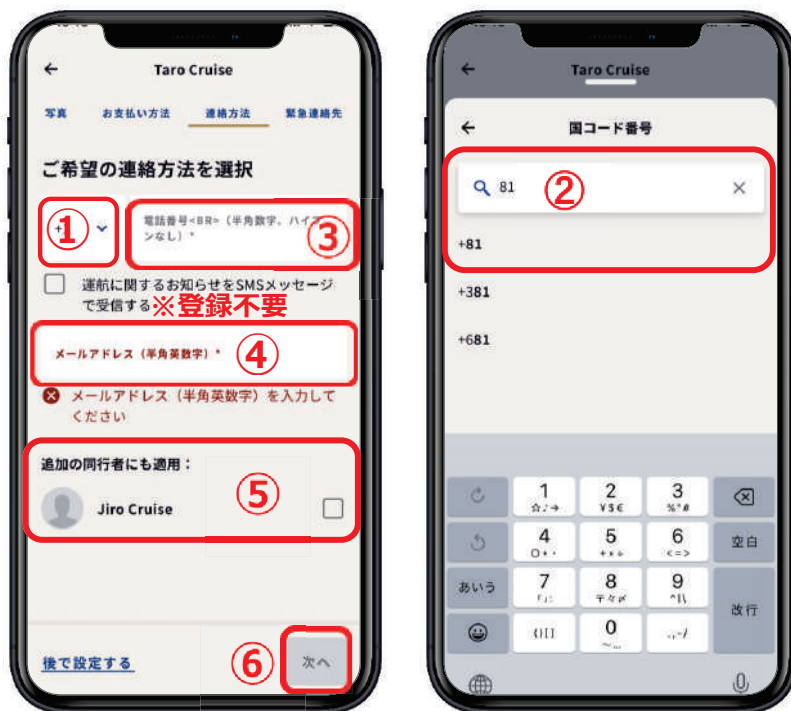 Taro Cruise
写真 お支払い方法 連絡方法 緊急連絡先
ご希望の連絡方法を選択
①
電話番号<BR>（半角数字、ハイフ
ンなし）*
③
運航に関するお知らせをSMSメッセージ
で受信する
※登録不要
メールアドレス（半角英数字）*
④
メールアドレス（半角英数字）を入力して
ください
追加の同行者にも適用：
Jiro Cruise
⑤
後で設定する
⑥
次へ
Taro Cruise
国コード番号
81
②
+81
+381
+681
1 2 3
☆♪→ ¥$€ %°#
4 5 6 空白
<=>
あいう 7 8 9
「」: 〒々〆 ^|\
改行
0
.,-/